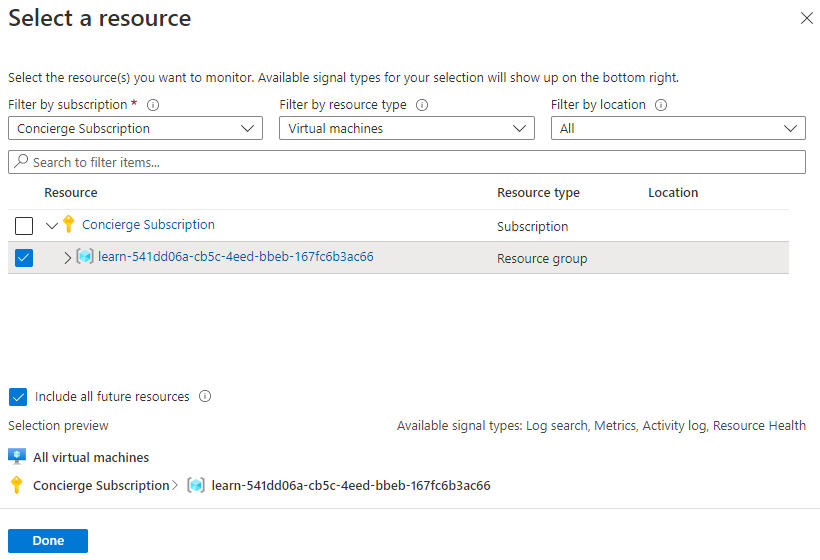 Select a resource
Select the resource(s) you want to monitor. Available signal types for your selection will show up on the bottom right.
Filter by subscription * Filter by resource type Filter by location
Concierge Subscription Virtual machines All
Search to filter items...
Resource Resource type Location
Concierge Subscription Subscription
learn-541dd06a-cb5c-4eed-bbeb-167fc6b3ac66 Resource group
Include all future resources
Selection preview Available signal types: Log search, Metrics, Activity log, Resource Health
All virtual machines
Concierge Subscription > learn-541dd06a-cb5c-4eed-bbeb-167fc6b3ac66
Done